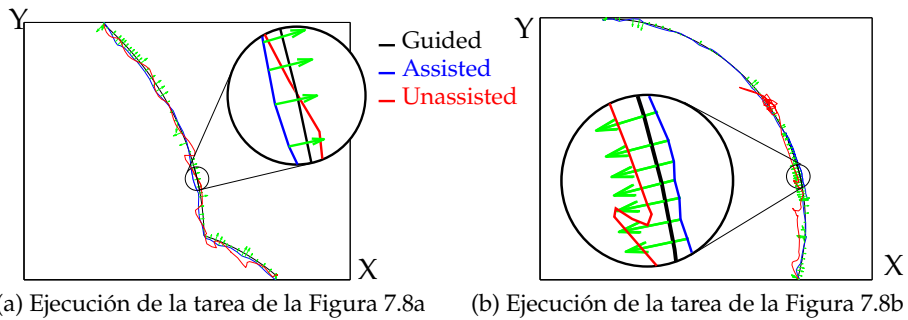 Y
X
Guided
Assisted
Unassisted
Y
X
(a) Ejecución de la tarea de la Figura 7.8a
(b) Ejecución de la tarea de la Figura 7.8b